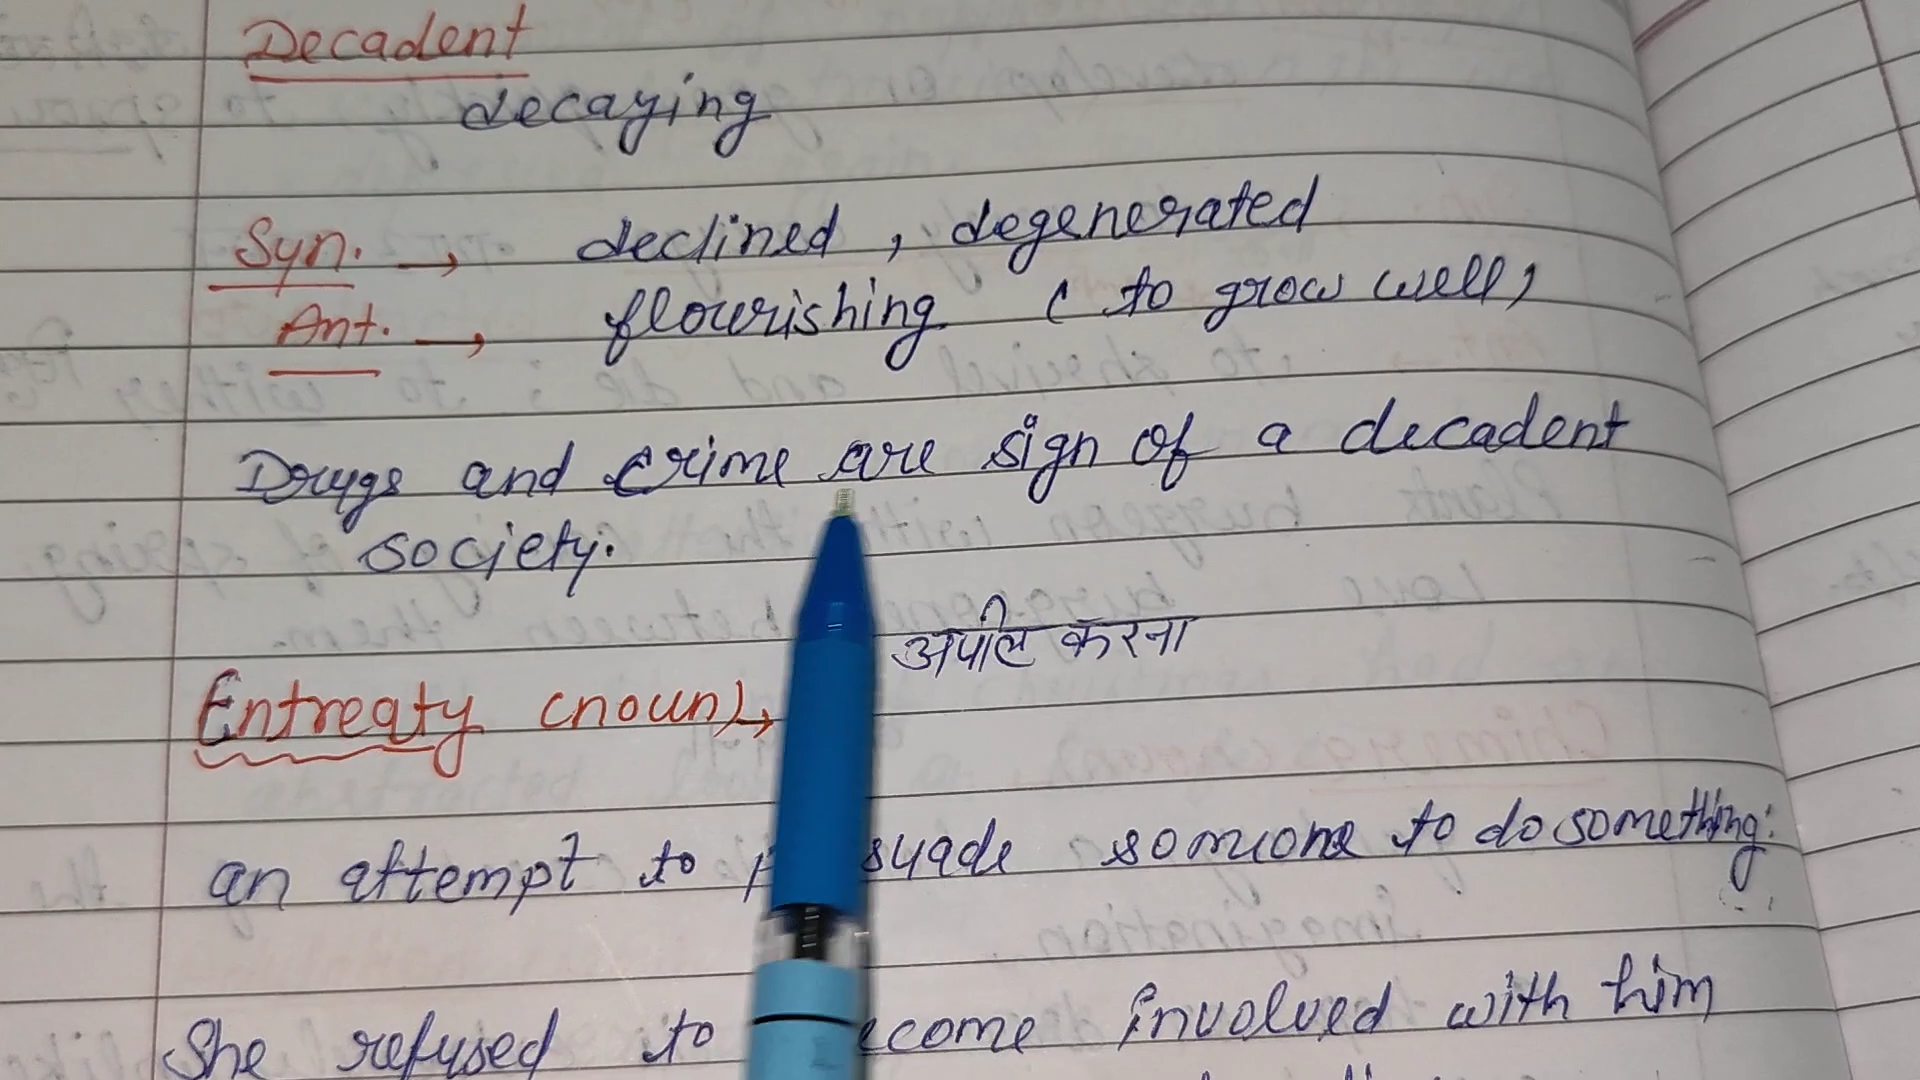 Decadent
decaying
Syn. → declined, degenerated
Ant. → flourishing ( to grow well)
Drugs and crime are sign of a decadent
society.
अपील करना
Entreaty (noun) →
an attempt to suade someone to do something:
She refused to ecome involved with him